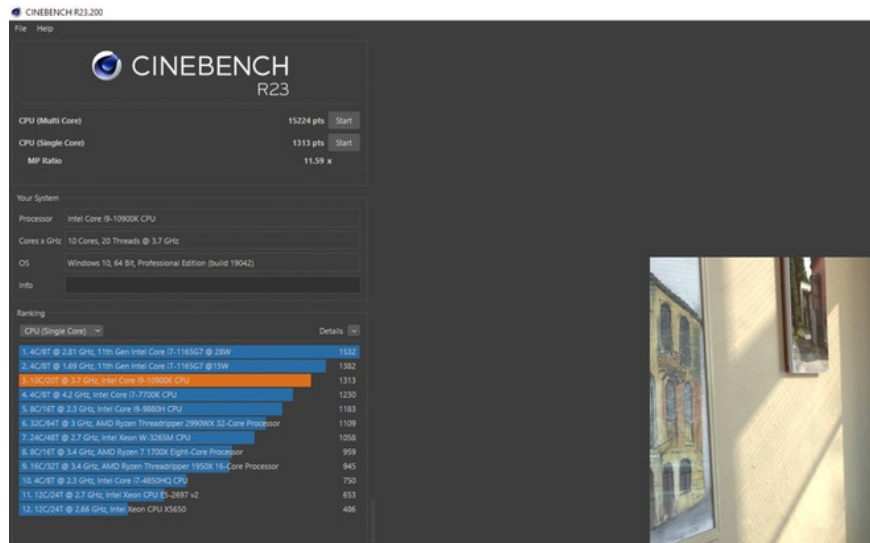 CINEBENCH R23.200
File Help
CINEBENCH
R23
CPU (Multi Core) 15224 pts Start
CPU (Single Core) 1313 pts Start
MP Ratio 11.59 x
Your System
Processor Intel Core i9-10900K CPU
Cores x GHz 10 Cores, 20 Threads @ 3.7 GHz
OS Windows 10, 64 Bit, Professional Edition (build 19042)
Info
Ranking
CPU (Single Core) Details
1. 4C/8T @ 2.81 GHz, 11th Gen Intel Core i7-1165G7 @ 28W 1532
2. 4C/8T @ 1.69 GHz, 11th Gen Intel Core i7-1165G7 @15W 1382
3. 10C/20T @ 3.7 GHz, Intel Core i9-10900K CPU 1313
4. 4C/8T @ 4.2 GHz, Intel Core i7-7700K CPU 1230
5. 8C/16T @ 2.3 GHz, Intel Core i9-9880H CPU 1183
6. 32C/64T @ 3 GHz, AMD Ryzen Threadripper 2990WX 32-Core Processor 1109
7. 24C/48T @ 2.7 GHz, Intel Xeon W-3265M CPU 1058
8. 8C/16T @ 3.4 GHz, AMD Ryzen 7 1700X Eight-Core Processor 959
9. 16C/32T @ 3.4 GHz, AMD Ryzen Threadripper 1950X 16-Core Processor 945
10. 4C/8T @ 2.3 GHz, Intel Core i7-4850HQ CPU 750
11. 12C/24T @ 2.7 GHz, Intel Xeon CPU E5-2697 v2 653
12. 12C/24T @ 2.66 GHz, Intel Xeon CPU X5650 486